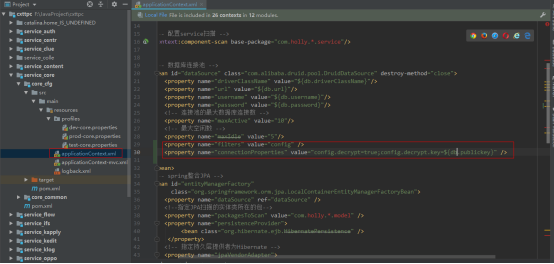 cxttpc F:\JavaProject\cxttpc
catalina.home_IS_UNDEFINED
service_auth
service_cntr
service_clue
service_colle
service_content
service_core
core_cfg
src
main
resources
profiles
dev-core.properties
prod-core.properties
test-core.properties
applicationContext.xml
applicationContext-mvc.xml
logback.xml
target
pom.xml
core_common
pom.xml
service_flow
service_ifs
service_kapply
service_kedit
service_klog
service_oppo
applicationContext.xml
Local File File is included in 26 contexts in 12 modules.
- 配置service扫描 -->
ntext:component-scan base-package="com.holly.*.service"/>
- 数据库连接池 -->
an id="dataSource" class="com.alibaba.druid.pool.DruidDataSource" destroy-method="close">
<property name="driverClassName" value="${db.driverClassName}"/>
<property name="url" value="${db.url}"/>
<property name="username" value="${db.username}"/>
<property name="password" value="${db.password}"/>
<!-- 连接池的最大数据库连接数 -->
<property name="maxActive" value="10"/>
<!-- 最大空闲数 -->
<property name="maxIdle" value="5"/>
<property name="filters" value="config" />
<property name="connectionProperties" value="config.decrypt=true;config.decrypt.key=${db.publickey}" />
ean>
- spring整合JPA -->
an id="entityManagerFactory"
class="org.springframework.orm.jpa.LocalContainerEntityManagerFactoryBean">
<property name="dataSource" ref="dataSource" />
<!--指定JPA扫描的实体类所在的包-->
<property name="packagesToScan" value="com.holly.*.model" />
<property name="persistenceProvider">
<bean class="org.hibernate.ejb.HibernatePersistence" />
</property>
<!-- 指定持久层提供者为Hibernate -->
<property name="jpaVendorAdapter">